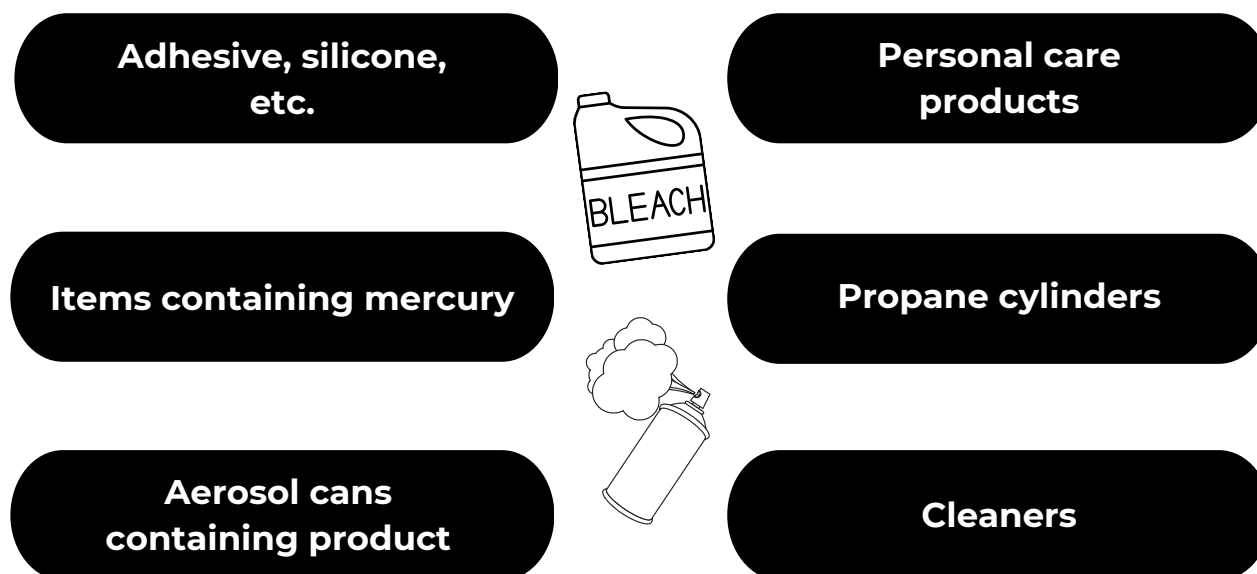 Adhesive, silicone,
etc.
Personal care
products
BLEACH
Items containing mercury
Propane cylinders
Aerosol cans
containing product
Cleaners